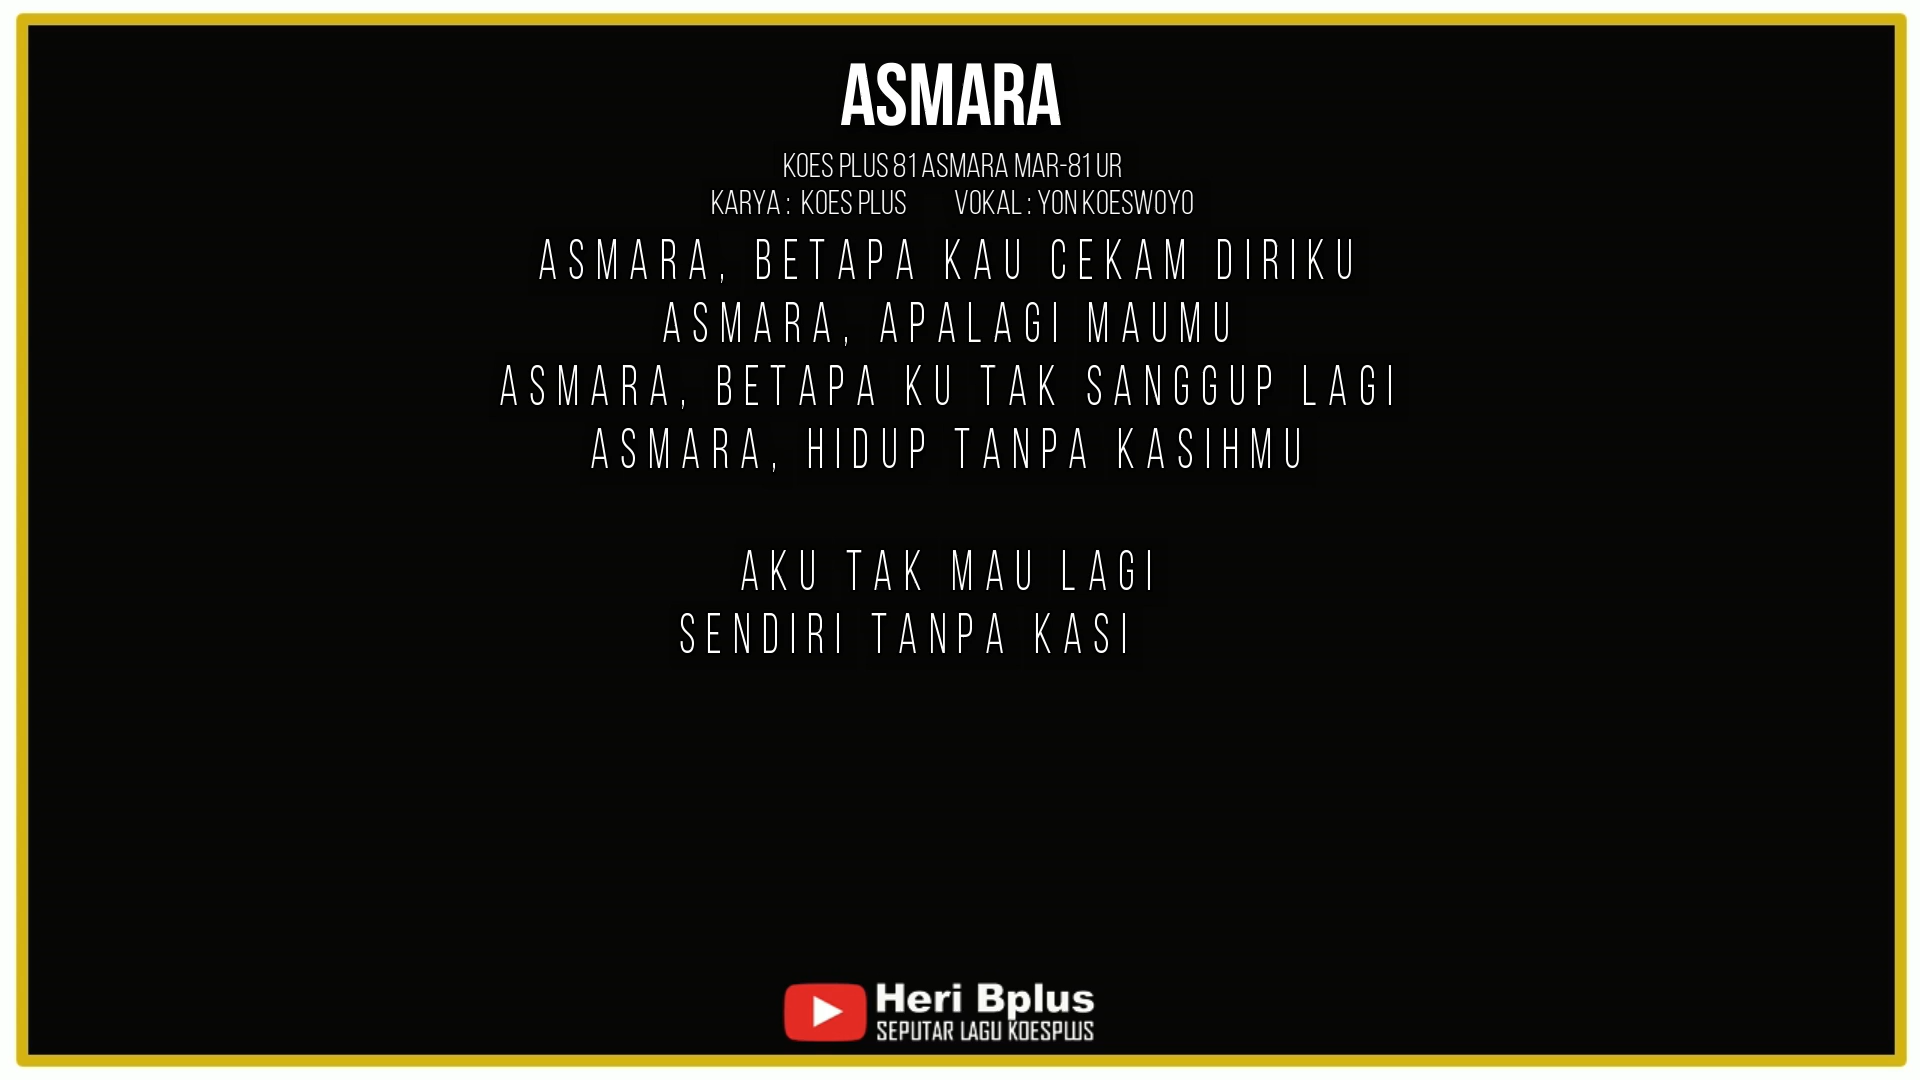 ASMARA
KOES PLUS 81 ASMARA MAR-81 UR
KARYA : KOES PLUS VOKAL : YON KOESWOYO
ASMARA, BETAPA KAU CEKAM DIRIKU
ASMARA, APALAGI MAUMU
ASMARA, BETAPA KU TAK SANGGUP LAGI
ASMARA, HIDUP TANPA KASIHMU
AKU TAK MAU LAGI
SENDIRI TANPA KASI
Heri Bplus
SEPUTAR LAGU KOESPLUS